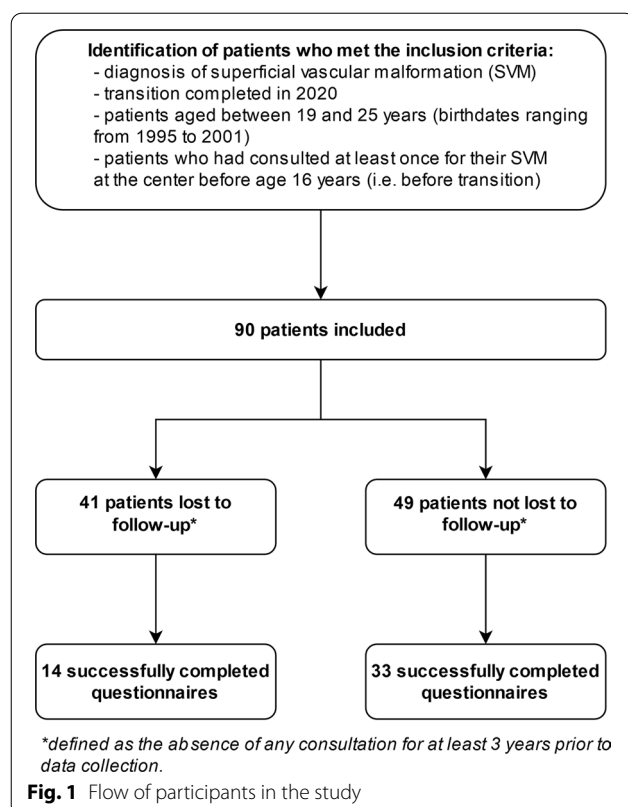 Identification of patients who met the inclusion criteria:
- diagnosis of superficial vascular malformation (SVM)
- transition completed in 2020
- patients aged between 19 and 25 years (birthdates ranging
from 1995 to 2001)
- patients who had consulted at least once for their SVM
at the center before age 16 years (i.e. before transition)
90 patients included
41 patients lost to
follow-up*
49 patients not lost to
follow-up*
14 successfully completed
questionnaires
33 successfully completed
questionnaires
*defined as the absence of any consultation for at least 3 years prior to
data collection.
Fig. 1 Flow of participants in the study